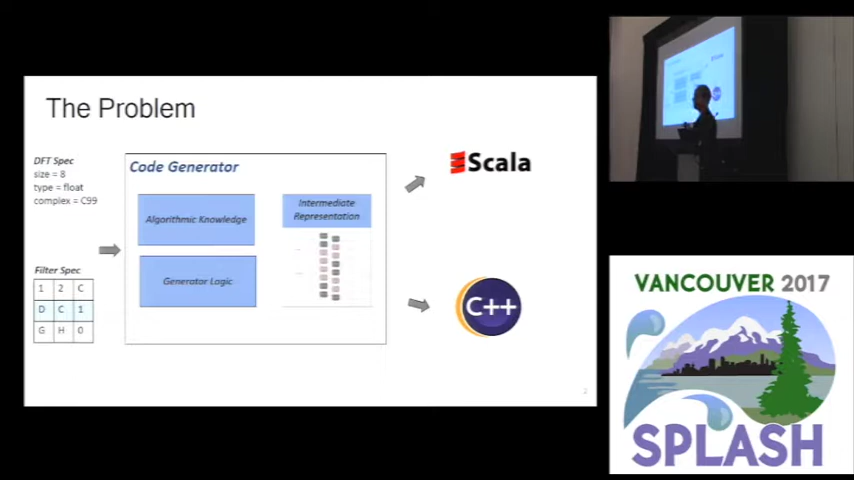 The Problem
DFT Spec
size = 8
type = float
complex = C99
Filter Spec
1 2 C
D C 1
G H 0
Code Generator
Algorithmic Knowledge
Generator Logic
Intermediate
Representation
Scala
C++
2
VANCOUVER 2017
SPLASH